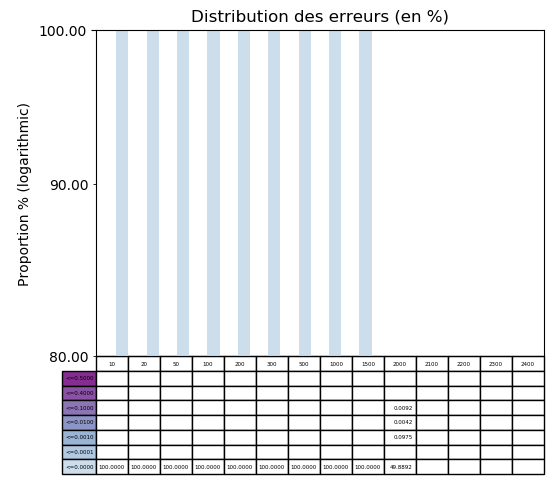 Distribution des erreurs (en %)
100.00
90.00
80.00
Proportion % (logarithmic)
10 20 50 100 200 300 500 1000 1500 2000 2100 2200 2300 2400
<=0.5000
<=0.4000
<=0.1000 0.0092
<=0.0100 0.0042
<=0.0010 0.0975
<=0.0001
<=0.0000 100.0000 100.0000 100.0000 100.0000 100.0000 100.0000 100.0000 100.0000 100.0000 49.8892